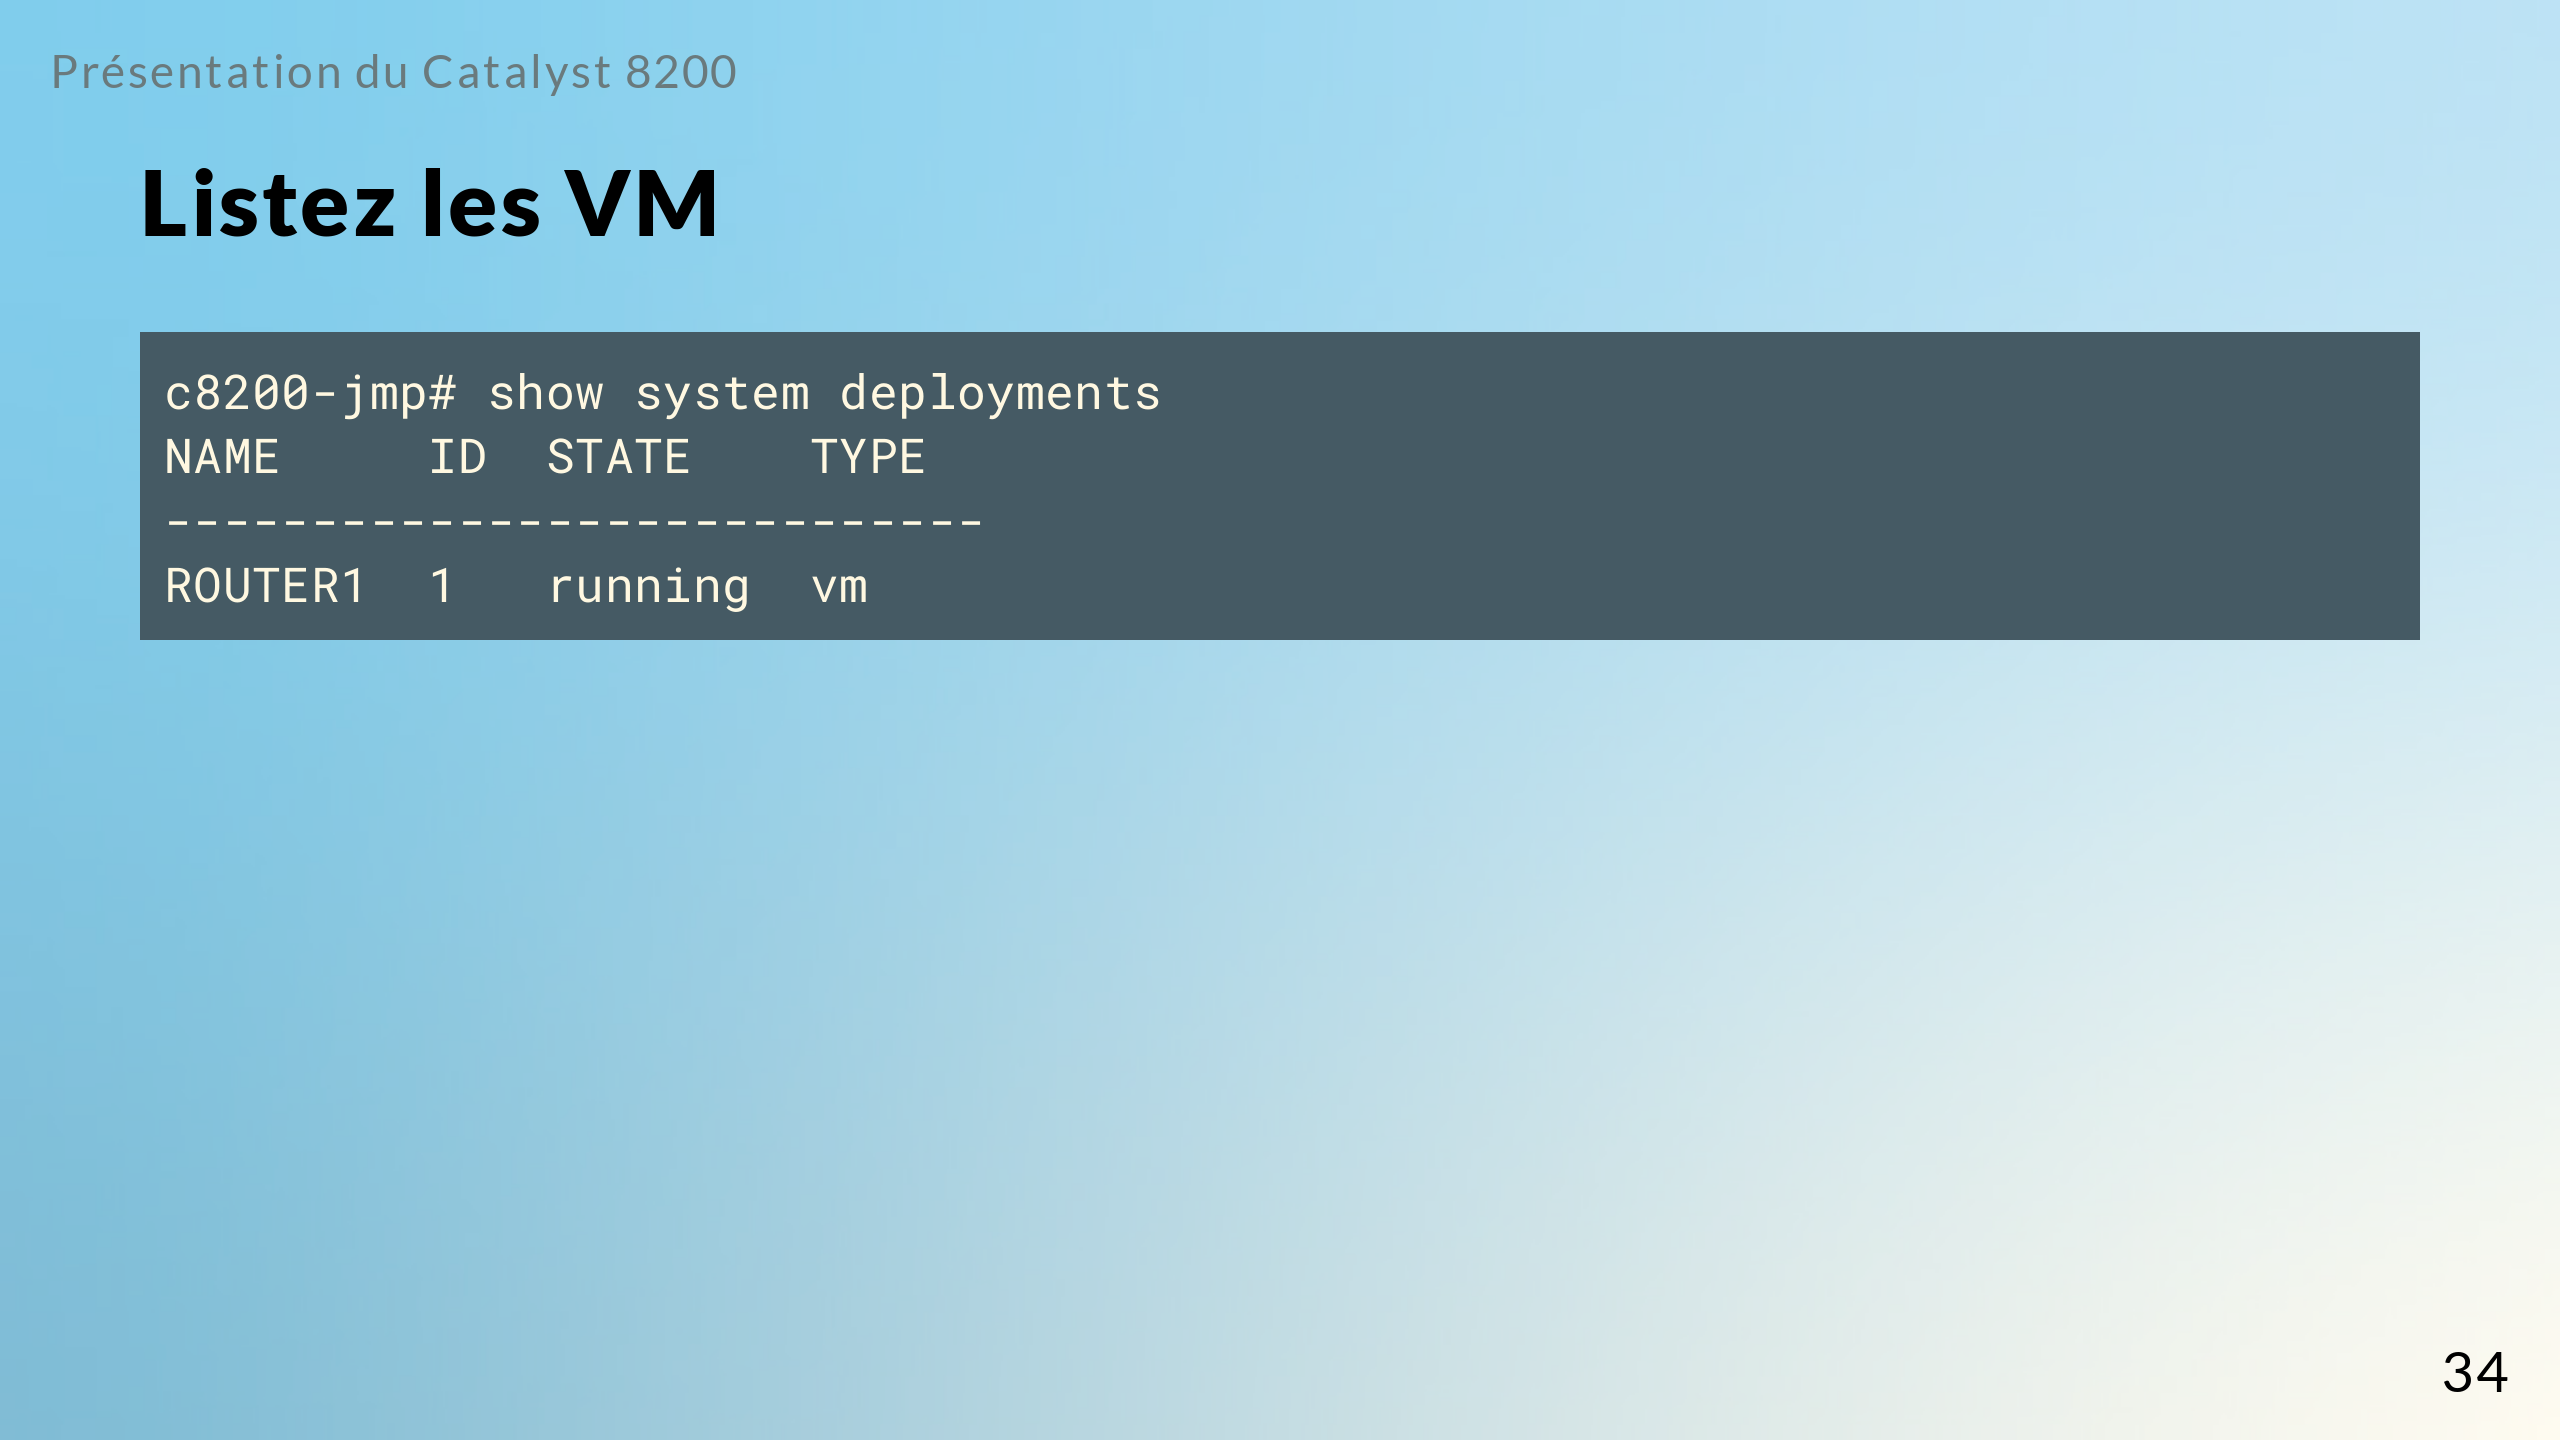 Présentation du Catalyst 8200
Listez les VM
c8200-jmp# show system deployments
NAME     ID  STATE    TYPE
----------------------------
ROUTER1  1   running  vm
34